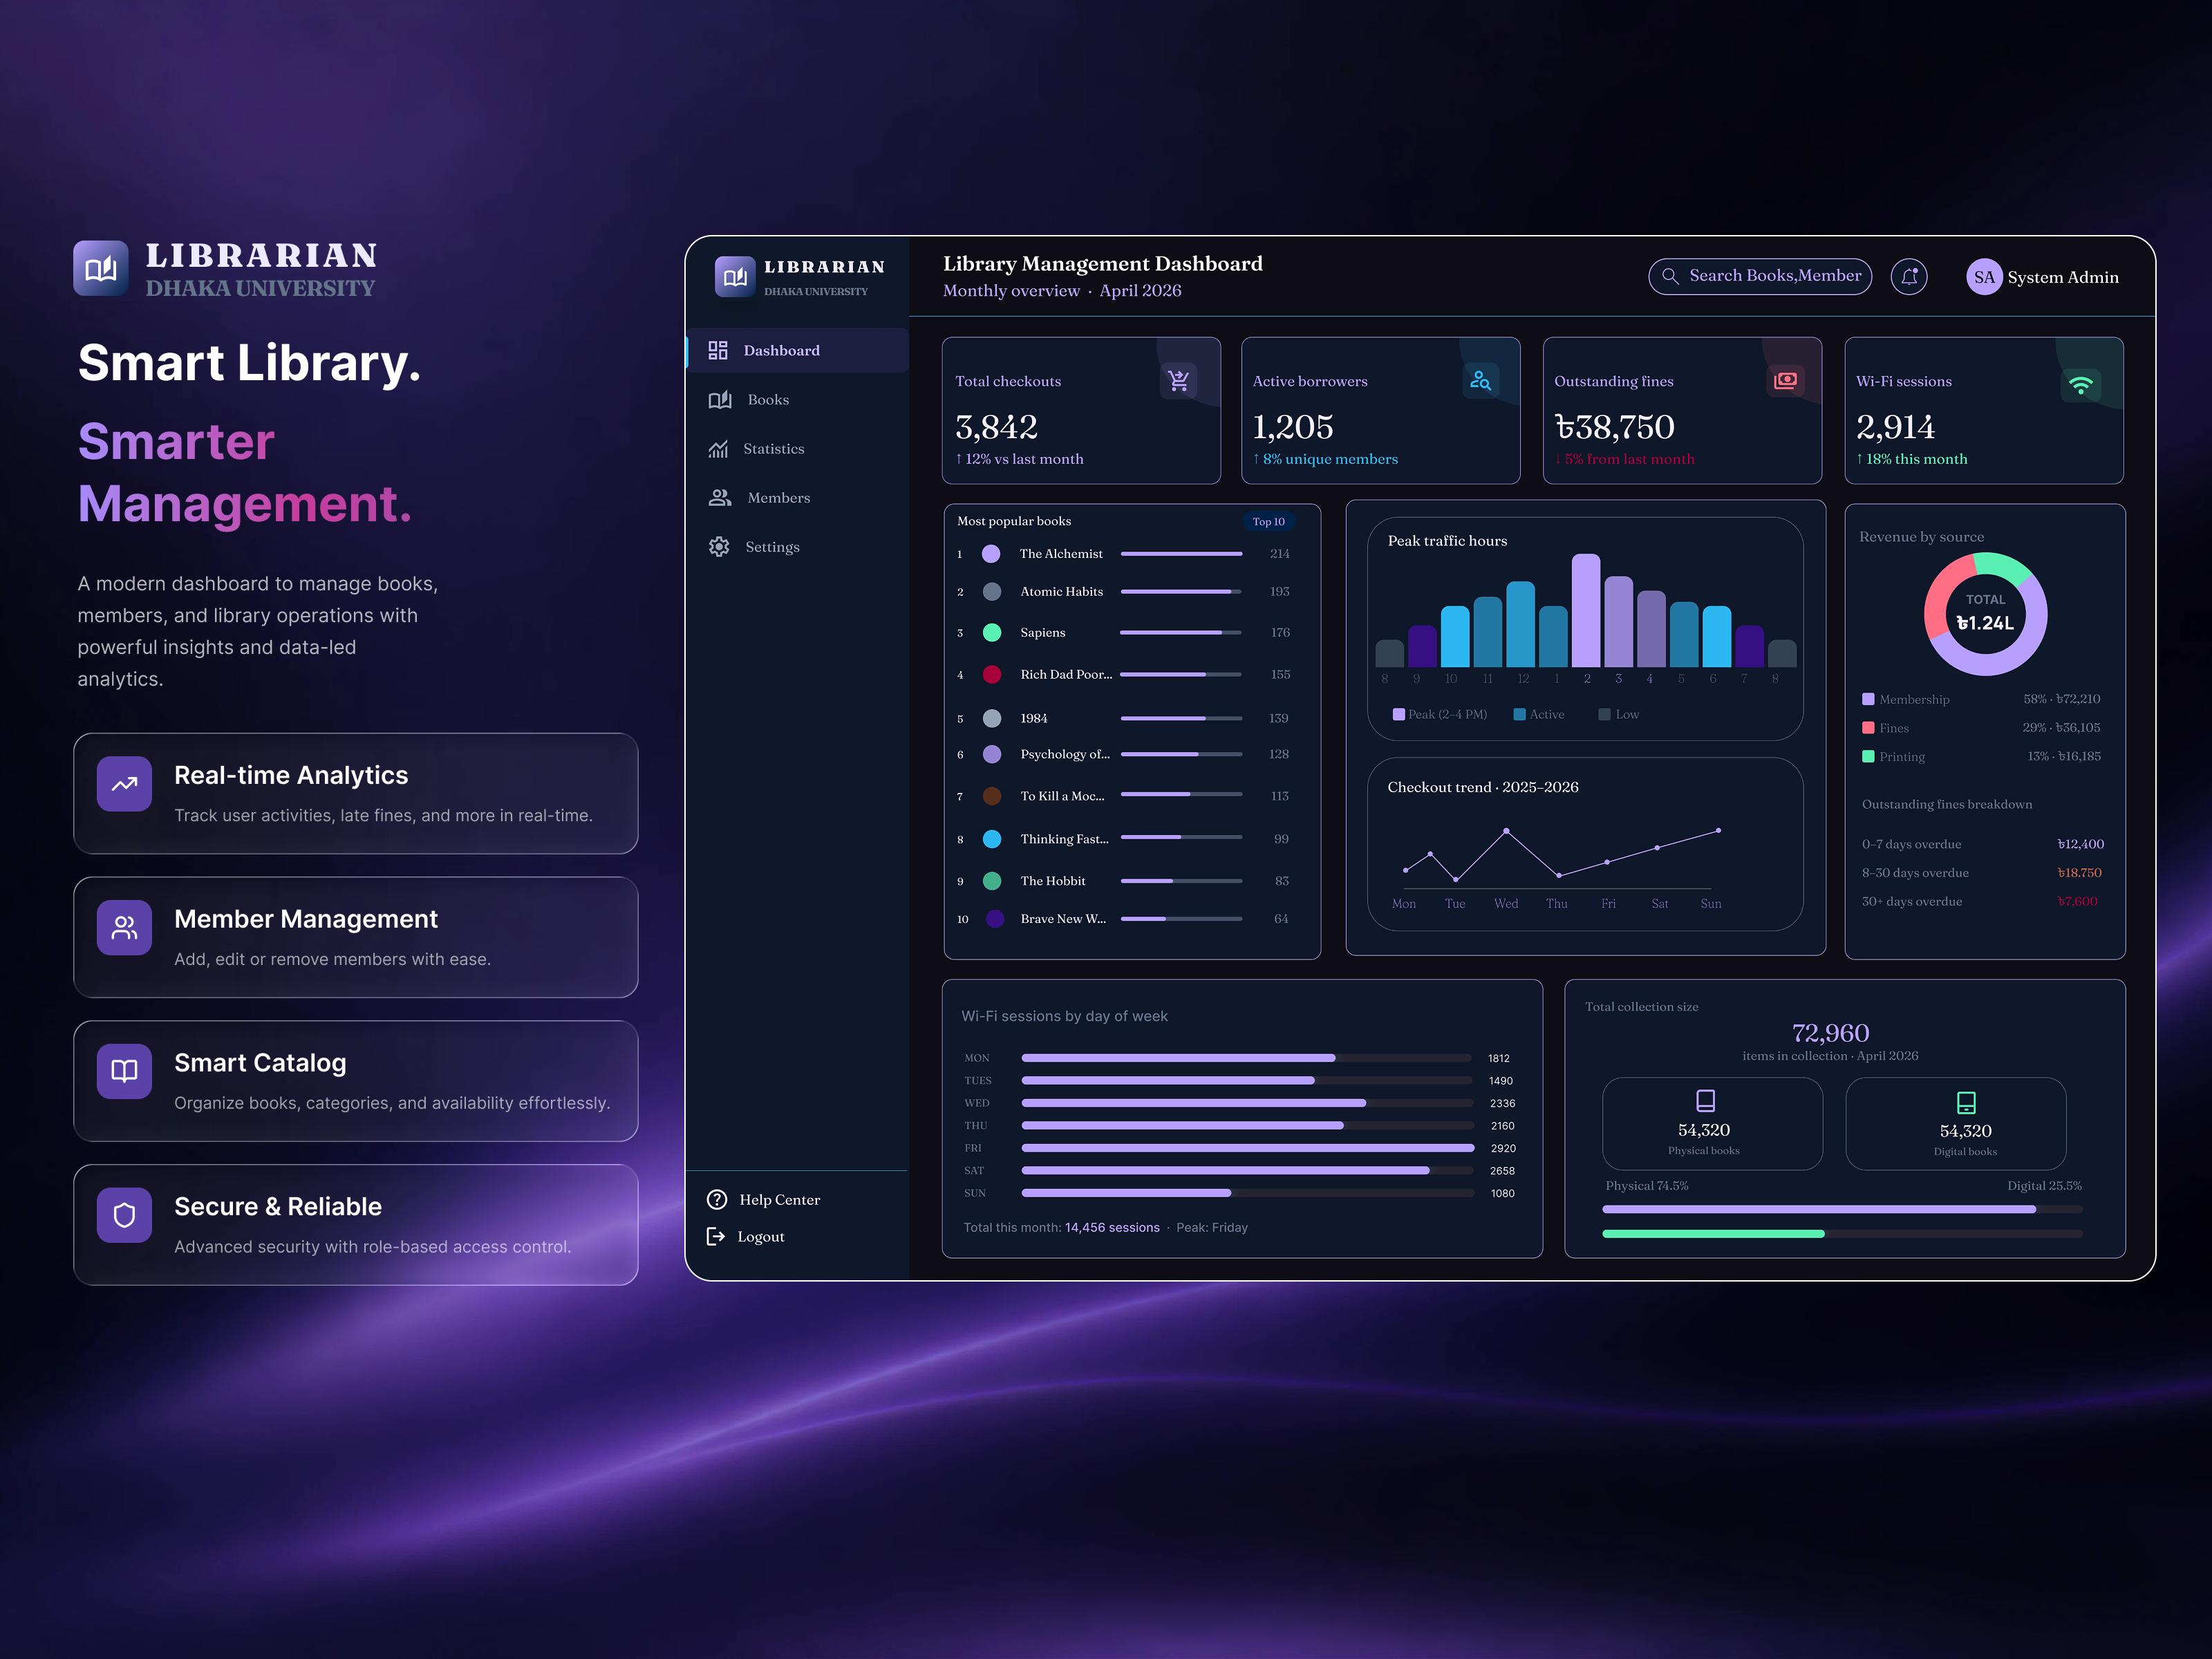 LIBRARIAN
DHAKA UNIVERSITY
Smart Library.
Smarter
Management.
A modern dashboard to manage books,
members, and library operations with
powerful insights and data-led
analytics.
Real-time Analytics
Track user activities, late fines, and more in real-time.
Member Management
Add, edit or remove members with ease.
Smart Catalog
Organize books, categories, and availability effortlessly.
Secure & Reliable
Advanced security with role-based access control.
LIBRARIAN
DHAKA UNIVERSITY
Dashboard
Books
Statistics
Members
Settings
Help Center
Logout
Library Management Dashboard
Monthly overview · April 2026
Search Books,Member
SA System Admin
Total checkouts
3,842
↑ 12% vs last month
Active borrowers
1,205
↑ 8% unique members
Outstanding fines
৳38,750
↓ 5% from last month
Wi-Fi sessions
2,914
↑ 18% this month
Most popular books Top 10
1 The Alchemist 214
2 Atomic Habits 193
3 Sapiens 176
4 Rich Dad Poor... 155
5 1984 139
6 Psychology of... 128
7 To Kill a Moc... 113
8 Thinking Fast... 99
9 The Hobbit 83
10 Brave New W... 64
Peak traffic hours
8 9 10 11 12 1 2 3 4 5 6 7 8
Peak (2–4 PM) Active Low
Checkout trend · 2025–2026
Mon Tue Wed Thu Fri Sat Sun
Revenue by source
TOTAL
৳1.24L
Membership 58% · ৳72,210
Fines 29% · ৳36,105
Printing 13% · ৳16,185
Outstanding fines breakdown
0–7 days overdue ৳12,400
8–30 days overdue ৳18.750
30+ days overdue ৳7,600
Wi-Fi sessions by day of week
MON 1812
TUES 1490
WED 2336
THU 2160
FRI 2920
SAT 2658
SUN 1080
Total this month: 14,456 sessions · Peak: Friday
Total collection size
72,960
items in collection · April 2026
54,320
Physical books
54,320
Digital books
Physical 74.5% Digital 25.5%